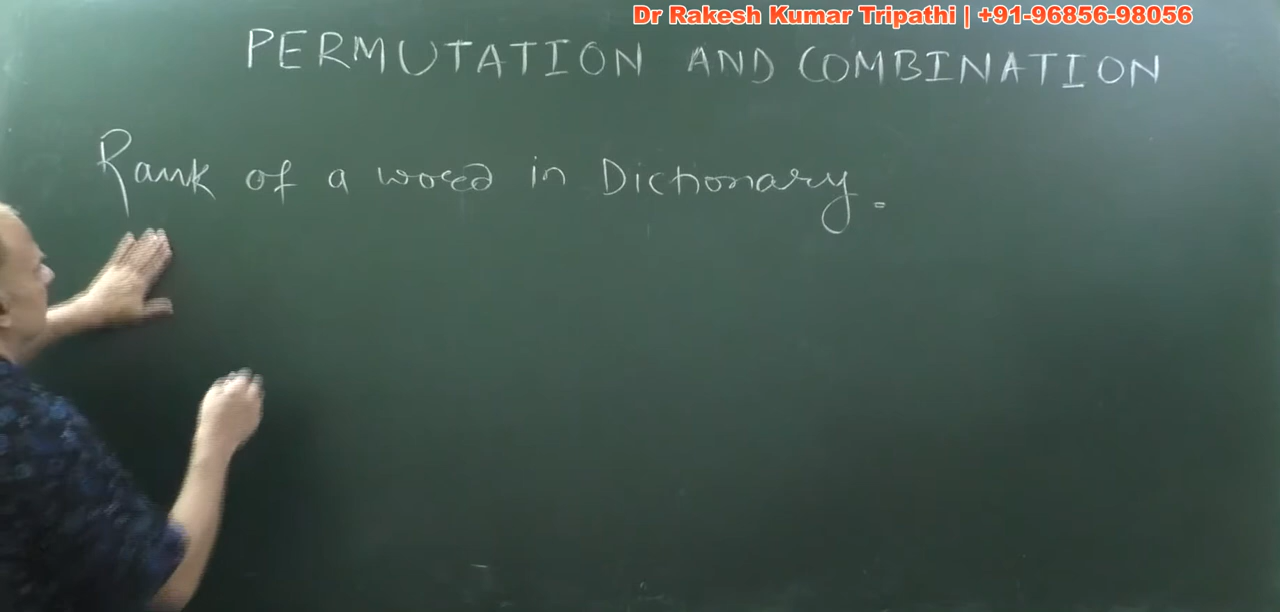 Dr Rakesh Kumar Tripathi | +91-96856-98056
PERMUTATION AND COMBINATION
Rank of a word in Dictionary.